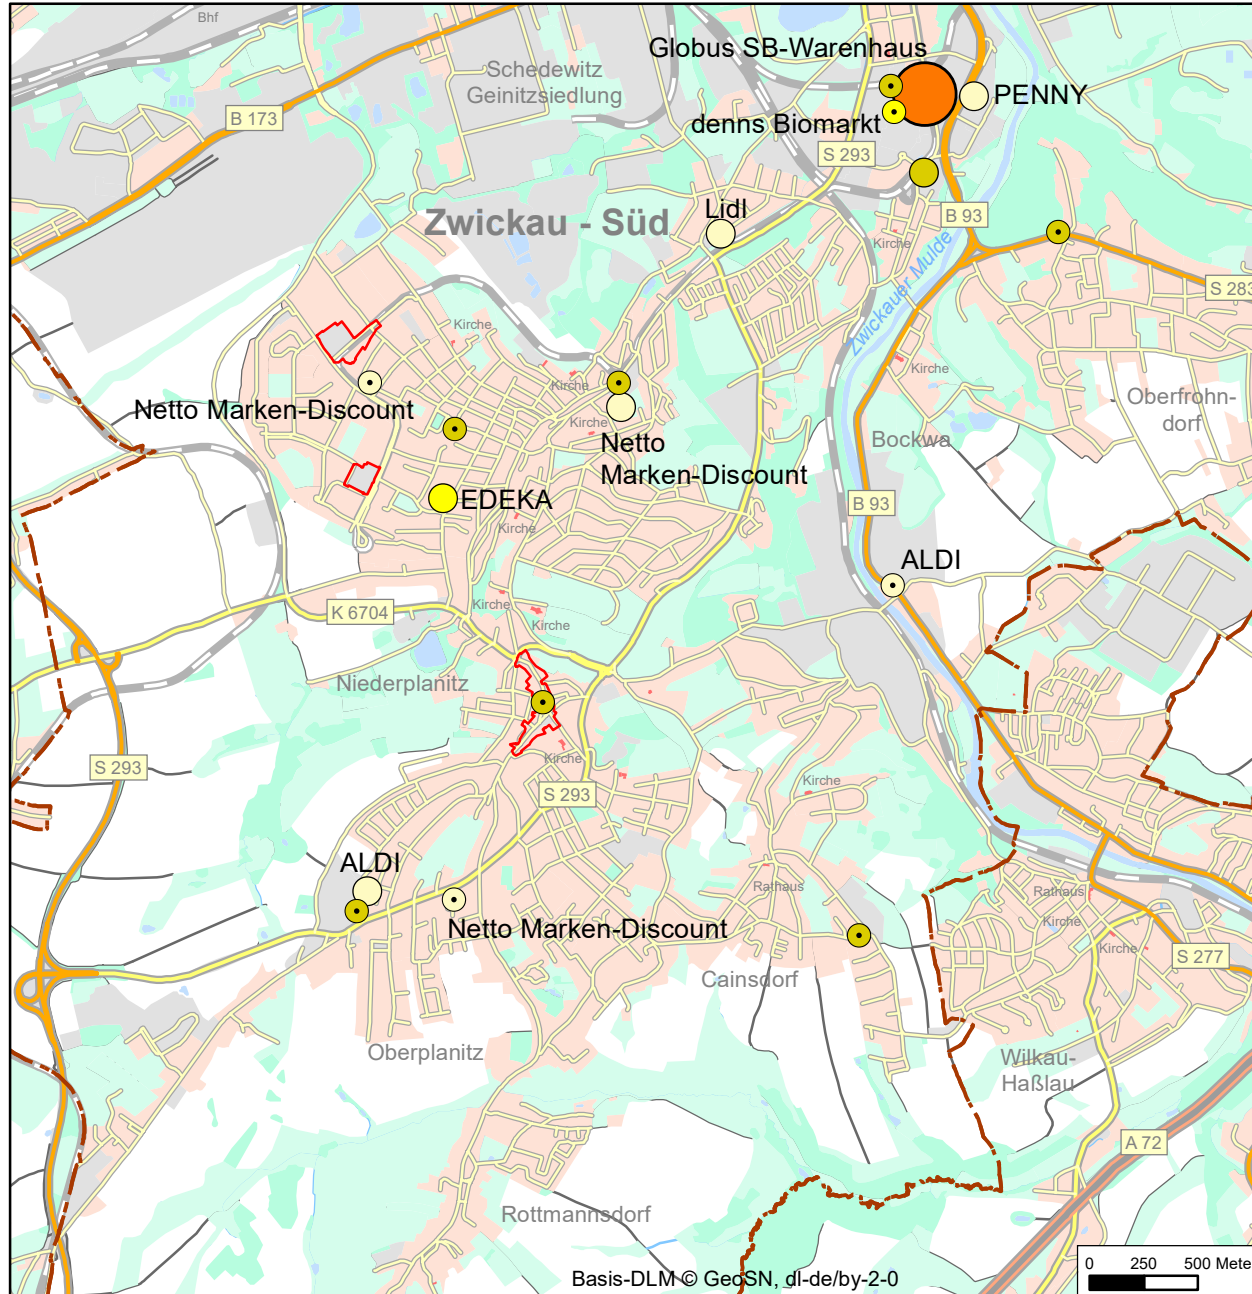 Bhf
Globus SB-Warenhaus
Schedewitz
Geinitzsiedlung
PENNY
B 173
denns Biomarkt
S 293
Zwickau - Süd
Lidl
B 93
Kirche
Zwickauer Mulde
S 283
Kirche
Kirche
Kirche
Netto Marken-Discount
Oberfrohn-
dorf
Kirche
Netto
Marken-Discount
Bockwa
EDEKA
B 93
Kirche
ALDI
Kirche
K 6704
Kirche
Niederplanitz
S 293
Kirche
Kirche
S 293
ALDI
Rathaus
Rathaus
Netto Marken-Discount
Kirche
Kirche
S 277
Cainsdorf
Oberplanitz
Wilkau-
Haßlau
A 72
Rottmannsdorf
0 250 500 Mete
Basis-DLM © GeoSN, dl-de/by-2-0